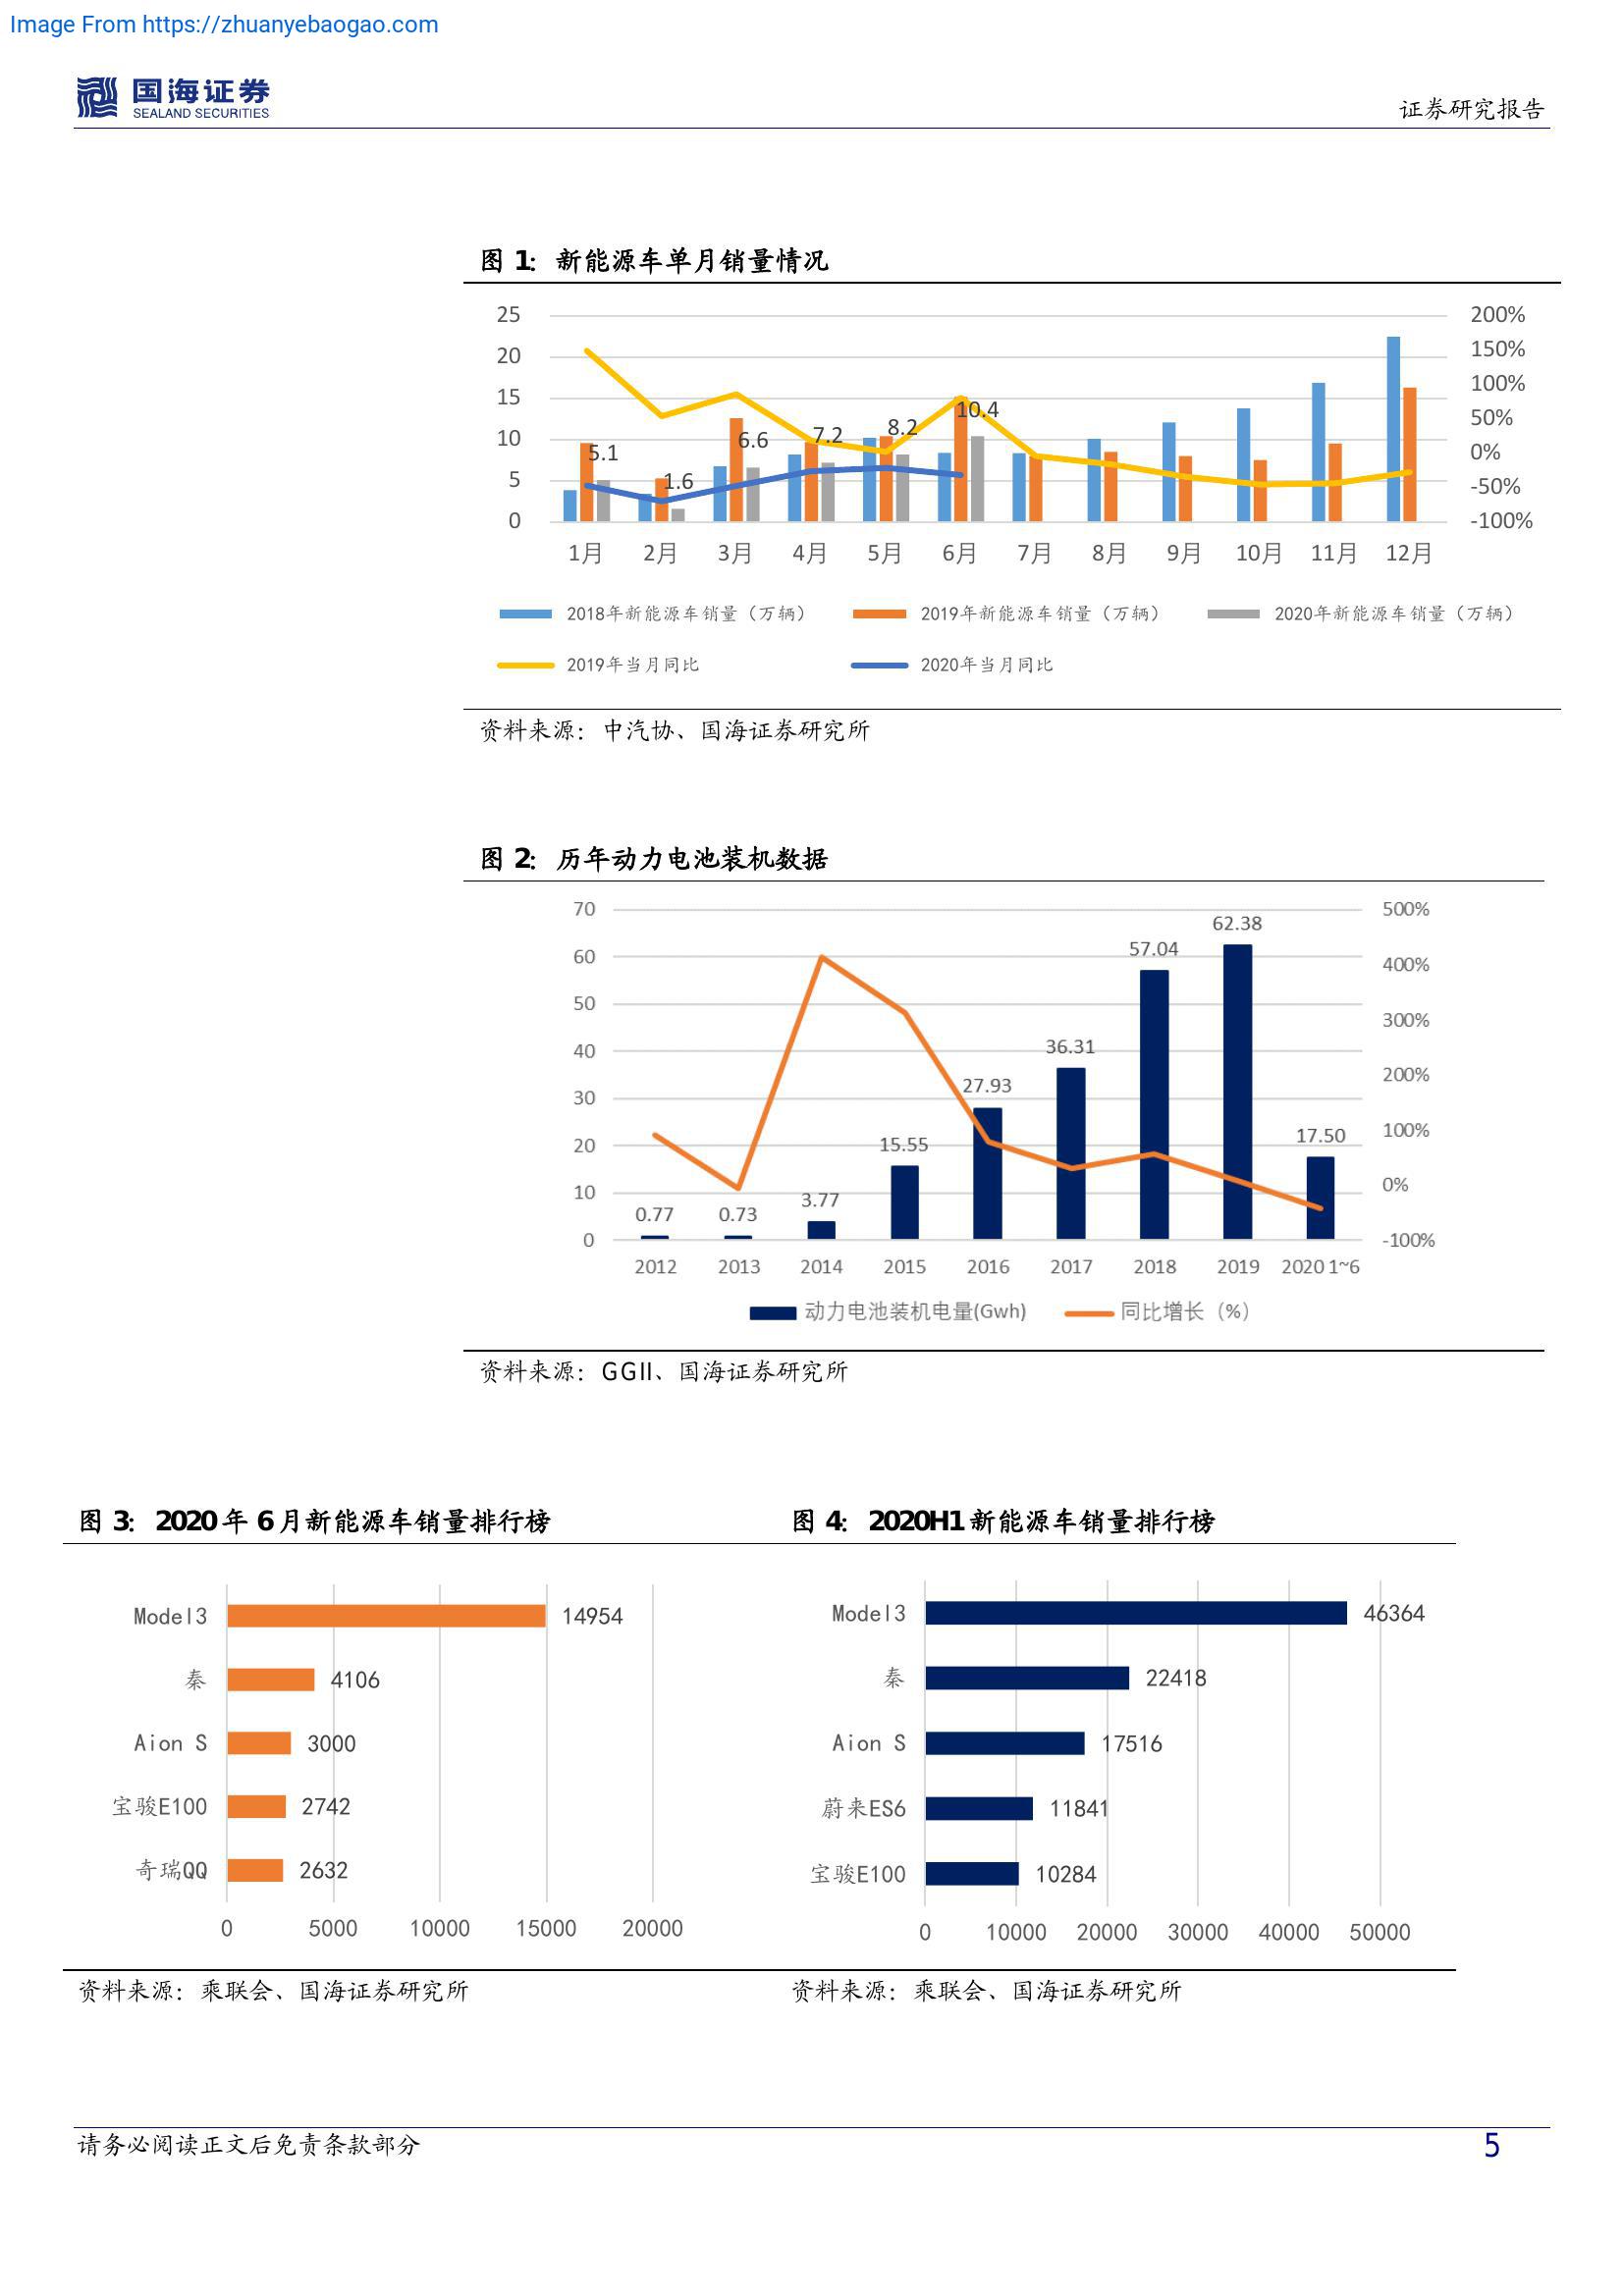 Image From https://zhuanyebaogao.com
国海证券
SEALAND SECURITIES
证券研究报告
图 1: 新能源车单月销量情况
25 200%
20 150%
15 100%
10 50%
5 0%
0 -50%
-100%
5.1 1.6 6.6 7.2 8.2 10.4
1月 2月 3月 4月 5月 6月 7月 8月 9月 10月 11月 12月
2018年新能源车销量（万辆） 2019年新能源车销量（万辆） 2020年新能源车销量（万辆）
2019年当月同比 2020年当月同比
资料来源：中汽协、国海证券研究所
图 2: 历年动力电池装机数据
70 500%
60 400%
50 300%
40 200%
30 100%
20 0%
10 -100%
0
0.77 0.73 3.77 15.55 27.93 36.31 57.04 62.38 17.50
2012 2013 2014 2015 2016 2017 2018 2019 2020 1~6
动力电池装机电量(Gwh) 同比增长（%）
资料来源：GGII、国海证券研究所
图 3: 2020 年 6 月新能源车销量排行榜
Model3 14954
秦 4106
Aion S 3000
宝骏E100 2742
奇瑞QQ 2632
0 5000 10000 15000 20000
资料来源：乘联会、国海证券研究所
图 4: 2020H1 新能源车销量排行榜
Model3 46364
秦 22418
Aion S 17516
蔚来ES6 11841
宝骏E100 10284
0 10000 20000 30000 40000 50000
资料来源：乘联会、国海证券研究所
请务必阅读正文后免责条款部分
5